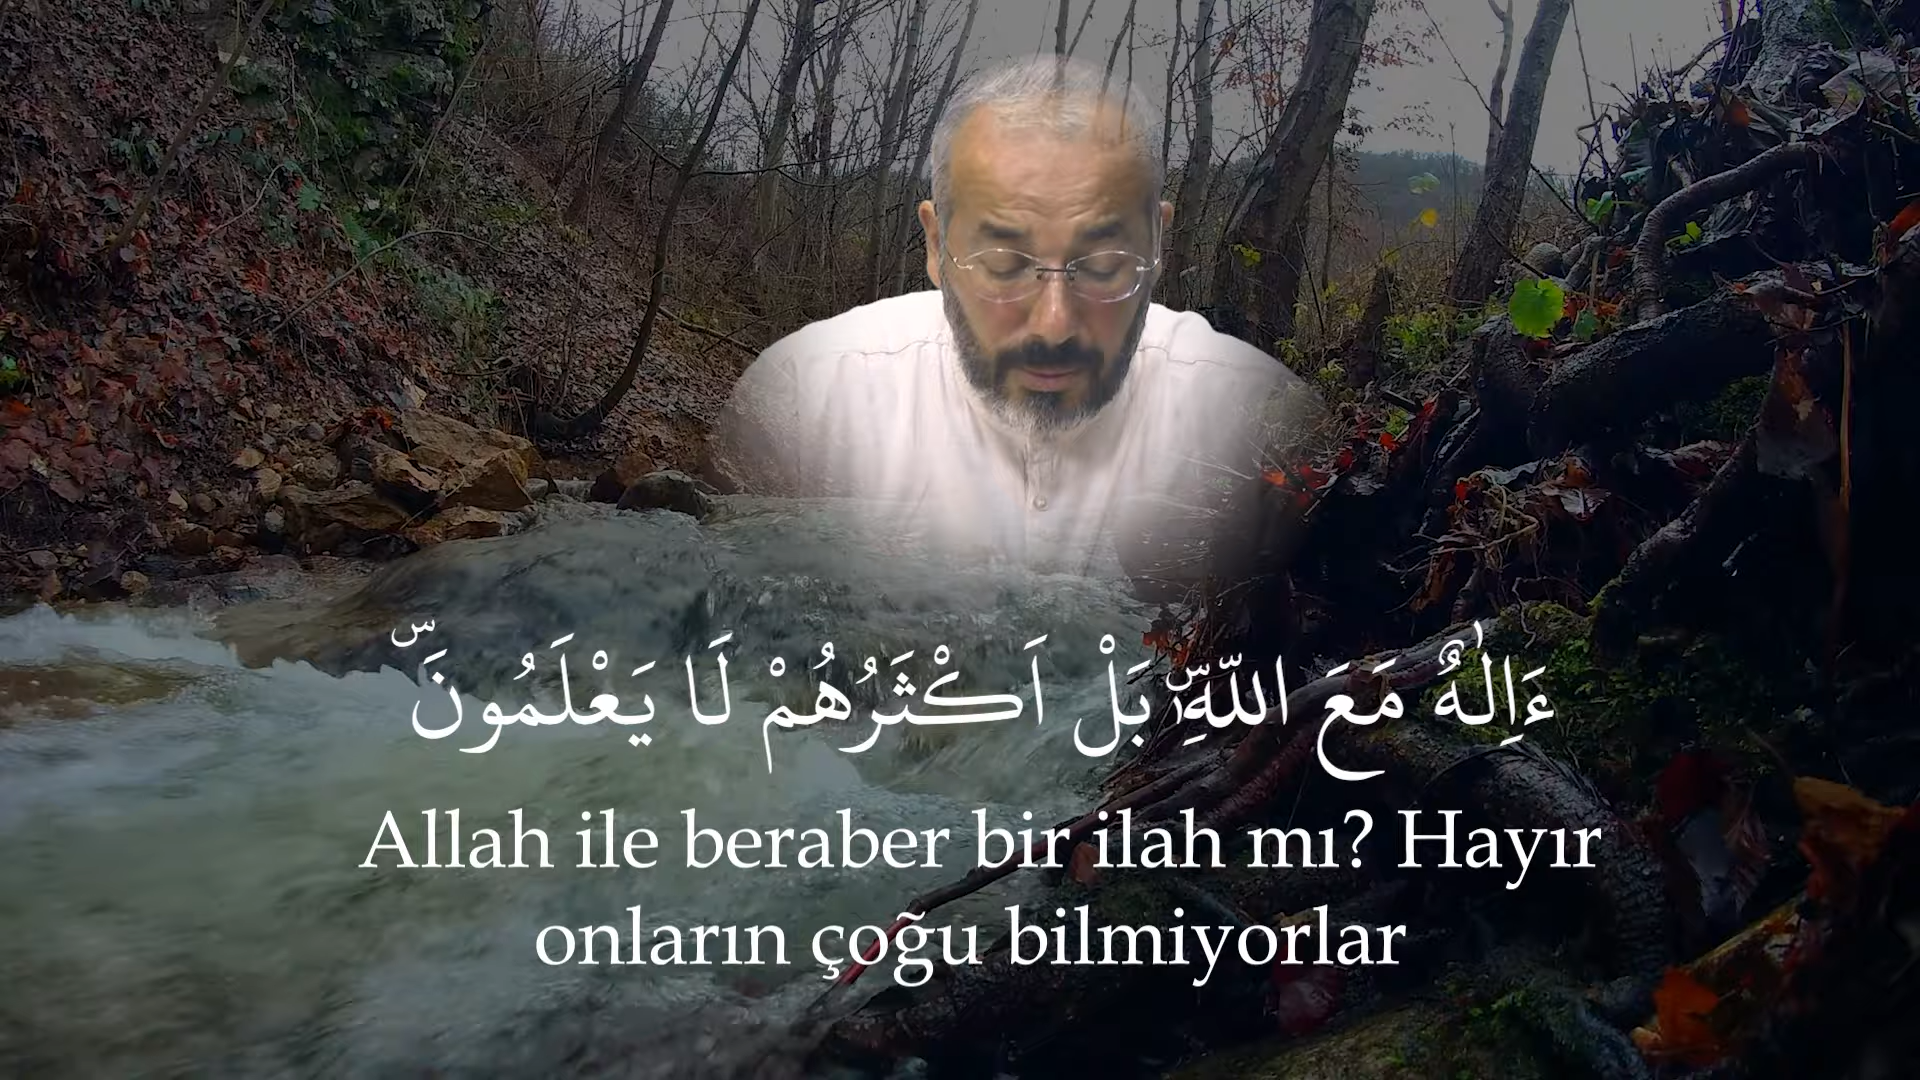 ءَاِلٰهٌ مَعَ اللّٰهِۜ بَلْ اَكْثَرُهُمْ لَا يَعْلَمُونَۜ
Allah ile beraber bir ilah mı? Hayır
onların çoğu bilmiyorlar